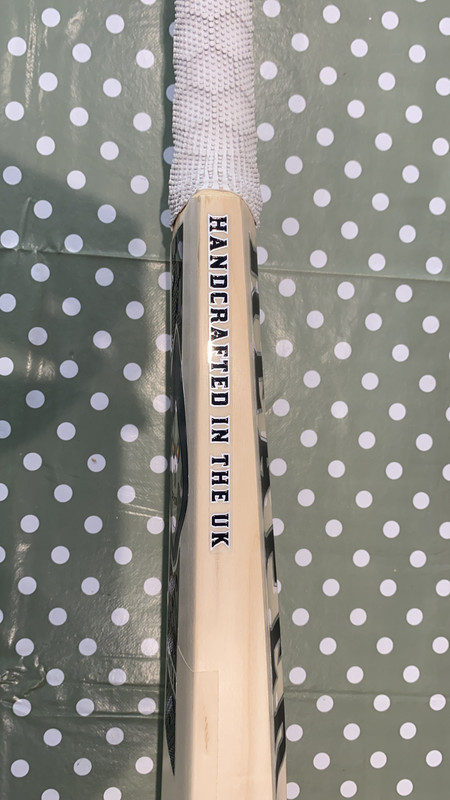 HANDCRAFTED IN THE UK